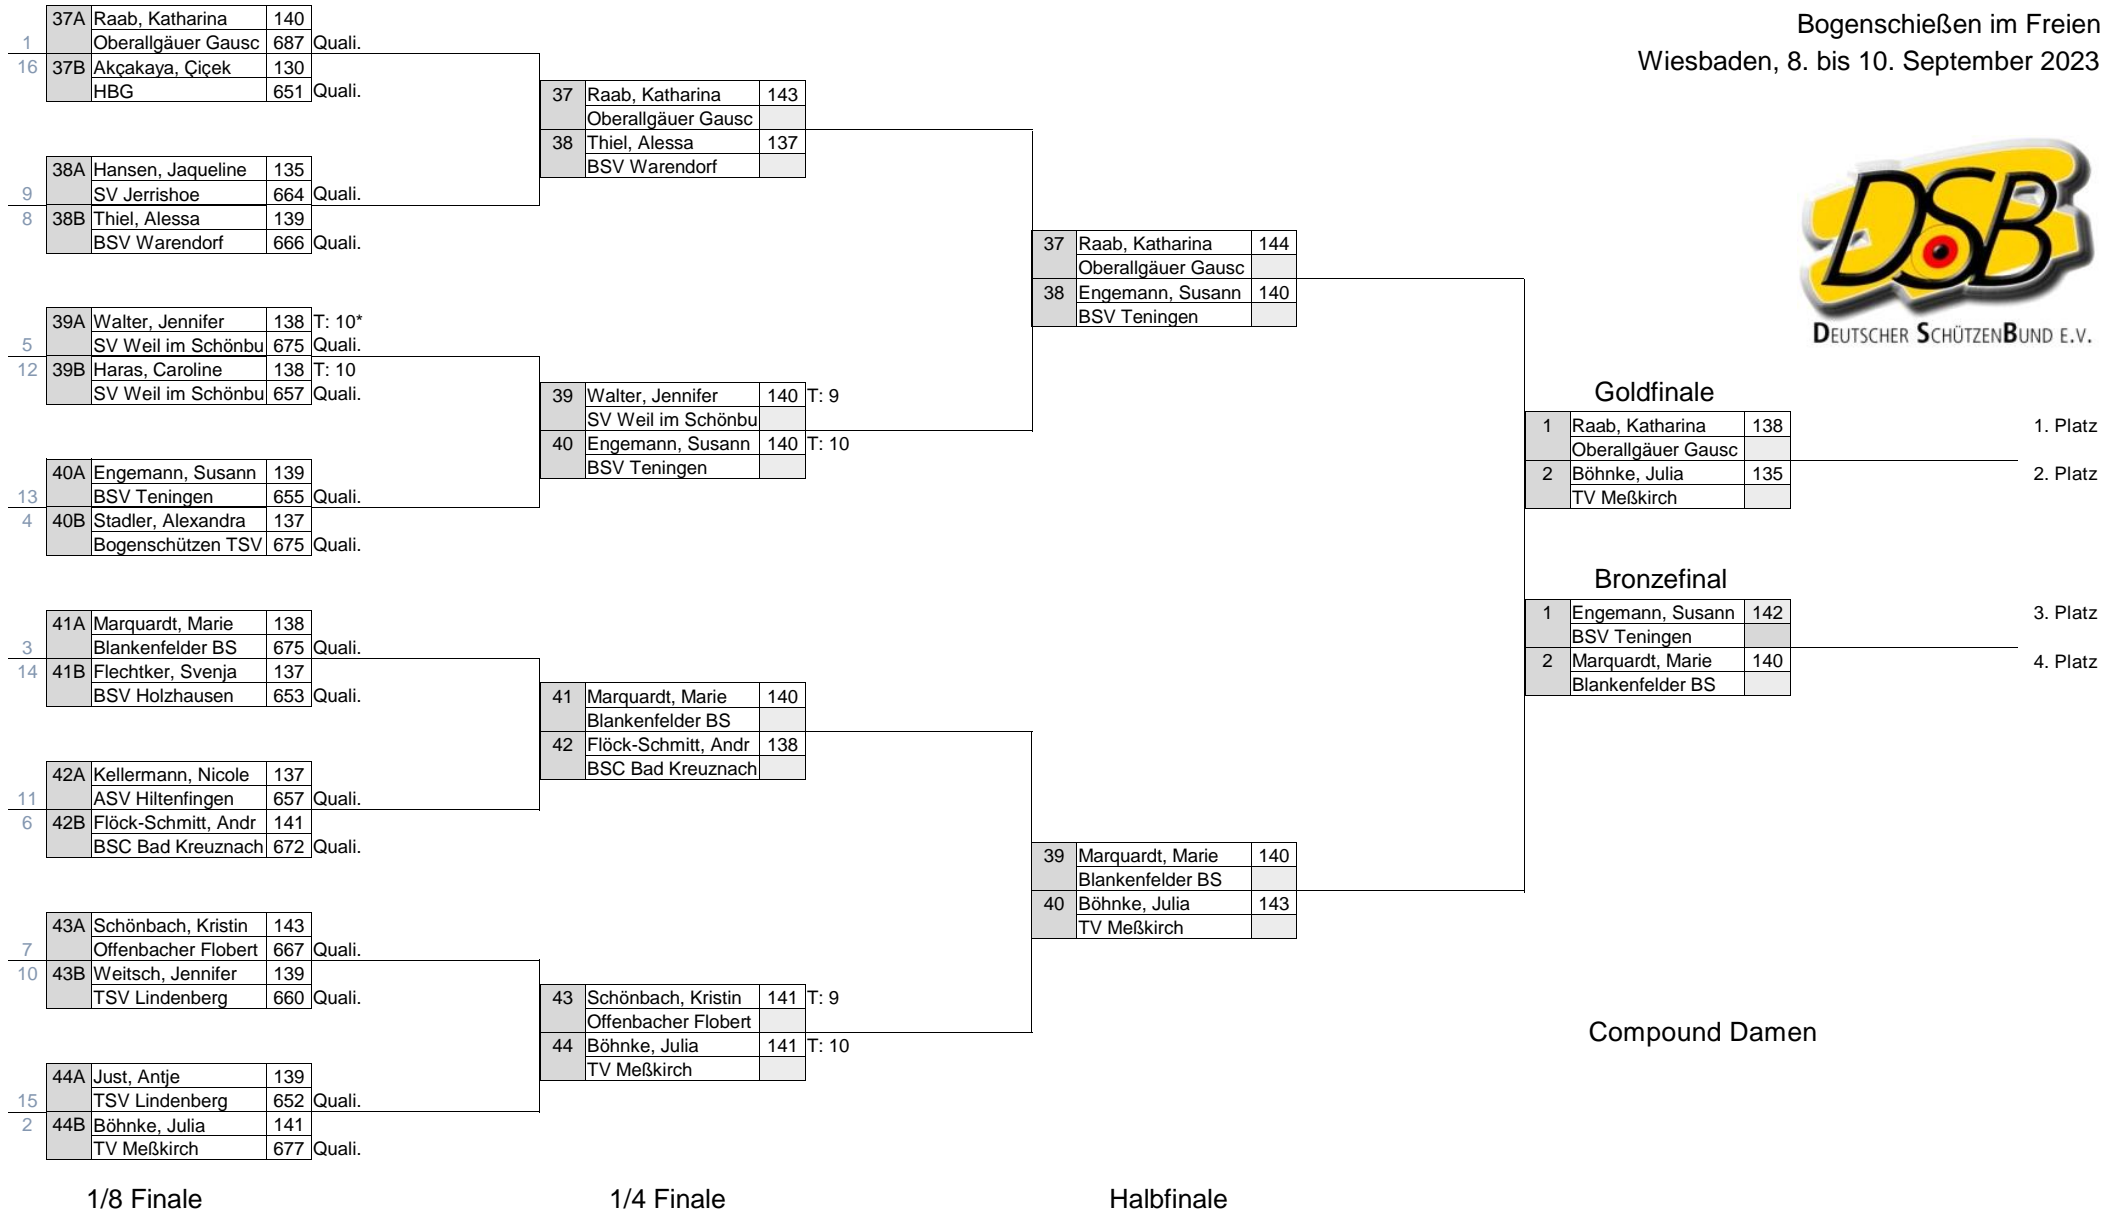 Bogenschießen im Freien
Wiesbaden, 8. bis 10. September 2023
DSB
DEUTSCHER SCHÜTZENBUND E.V.
37A Raab, Katharina 140
1 Oberallgäuer Gausc 687 Quali.
16 37B Akçakaya, Çiçek 130
HBG 651 Quali.
38A Hansen, Jaqueline 135
9 SV Jerrishoe 664 Quali.
8 38B Thiel, Alessa 139
BSV Warendorf 666 Quali.
39A Walter, Jennifer 138 T: 10*
5 SV Weil im Schönbu 675 Quali.
12 39B Haras, Caroline 138 T: 10
SV Weil im Schönbu 657 Quali.
40A Engemann, Susann 139
13 BSV Teningen 655 Quali.
4 40B Stadler, Alexandra 137
Bogenschützen TSV 675 Quali.
41A Marquardt, Marie 138
3 Blankenfelder BS 675 Quali.
14 41B Flechtker, Svenja 137
BSV Holzhausen 653 Quali.
42A Kellermann, Nicole 137
11 ASV Hiltenfingen 657 Quali.
6 42B Flöck-Schmitt, Andr 141
BSC Bad Kreuznach 672 Quali.
43A Schönbach, Kristin 143
7 Offenbacher Flobert 667 Quali.
10 43B Weitsch, Jennifer 139
TSV Lindenberg 660 Quali.
44A Just, Antje 139
15 TSV Lindenberg 652 Quali.
2 44B Böhnke, Julia 141
TV Meßkirch 677 Quali.
1/8 Finale
37 Raab, Katharina 143
Oberallgäuer Gausc
38 Thiel, Alessa 137
BSV Warendorf
39 Walter, Jennifer 140 T: 9
SV Weil im Schönbu
40 Engemann, Susann 140 T: 10
BSV Teningen
41 Marquardt, Marie 140
Blankenfelder BS
42 Flöck-Schmitt, Andr 138
BSC Bad Kreuznach
43 Schönbach, Kristin 141 T: 9
Offenbacher Flobert
44 Böhnke, Julia 141 T: 10
TV Meßkirch
1/4 Finale
37 Raab, Katharina 144
Oberallgäuer Gausc
38 Engemann, Susann 140
BSV Teningen
39 Marquardt, Marie 140
Blankenfelder BS
40 Böhnke, Julia 143
TV Meßkirch
Halbfinale
Goldfinale
1 Raab, Katharina 138 1. Platz
Oberallgäuer Gausc
2 Böhnke, Julia 135 2. Platz
TV Meßkirch
Bronzefinal
1 Engemann, Susann 142 3. Platz
BSV Teningen
2 Marquardt, Marie 140 4. Platz
Blankenfelder BS
Compound Damen